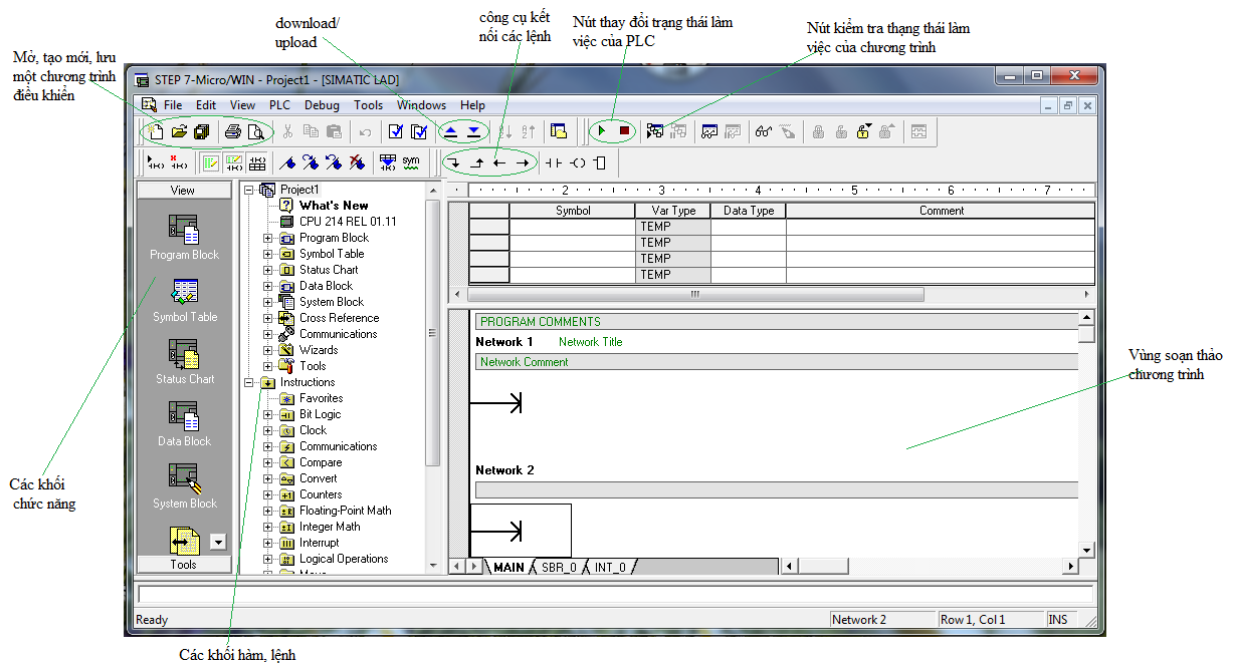 download/
upload
công cụ kết
nối các lệnh
Nút thay đổi trạng thái làm
việc của PLC
Nút kiểm tra thạng thái làm
việc của chương trình
Mở, tạo mới, lưu
một chương trình
điều khiển
STEP 7-Micro/WIN - Project1 - [SIMATIC LAD]
File Edit View PLC Debug Tools Windows Help
sym
View
Program Block
Symbol Table
Status Chart
Data Block
System Block
Tools
Project1
What's New
CPU 214 REL 01.11
Program Block
Symbol Table
Status Chart
Data Block
System Block
Cross Reference
Communications
Wizards
Tools
Instructions
Favorites
Bit Logic
Clock
Communications
Compare
Convert
Counters
Floating-Point Math
Integer Math
Interrupt
Logical Operations
2 3 4 5 6 7
Symbol Var Type Data Type Comment
TEMP
TEMP
TEMP
TEMP
PROGRAM COMMENTS
Network 1 Network Title
Network Comment
Network 2
MAIN SBR_0 INT_0
Ready Network 2 Row 1, Col 1 INS
Vùng soạn thảo
chương trình
Các khối
chức năng
Các khối hàm, lệnh